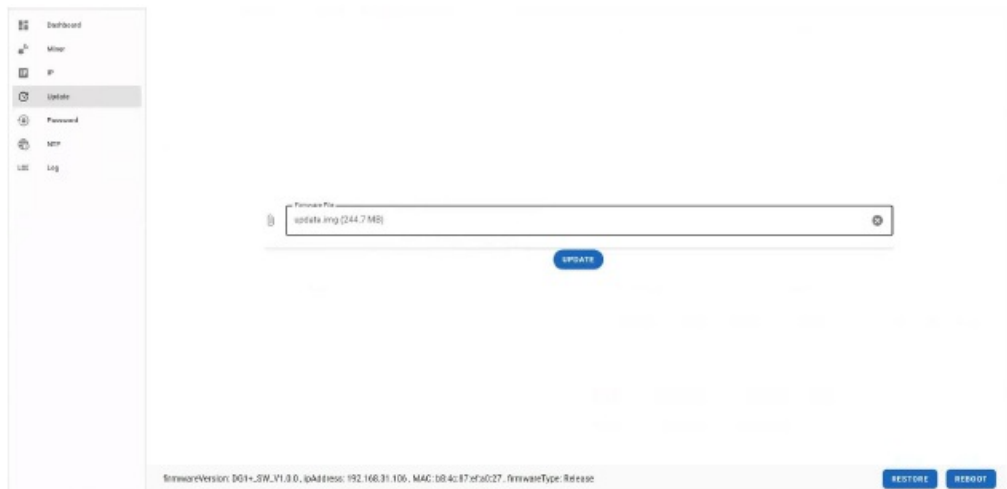 Dashboard
Miner
IP
Update
Password
NTP
LOG Log
Firmware File
update.img (244.7 MB)
UPDATE
firmwareVersion: DG1+_SW_V1.0.0, ipAddress: 192.168.31.106, MAC: b8:4c:87:ef:a0:27, firmwareType: Release
RESTORE
REBOOT